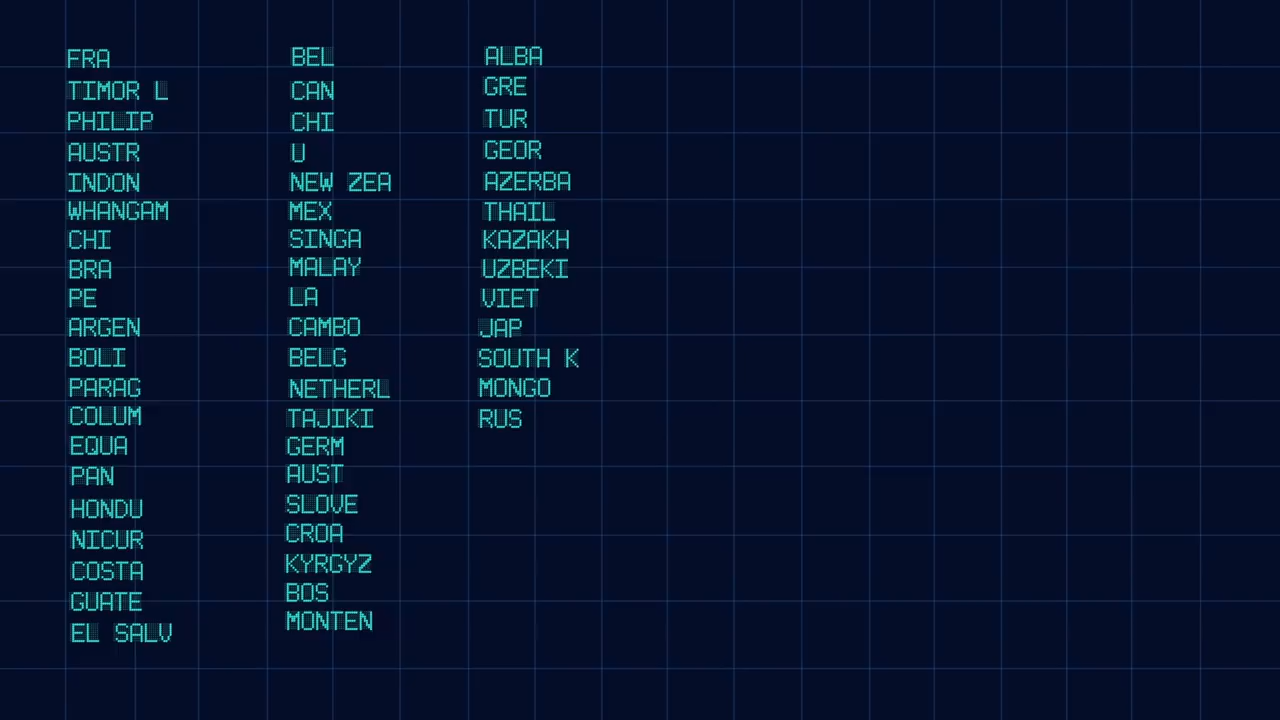 FRA
TIMOR L
PHILIP
AUSTR
INDON
WHANGAM
CHI
BRA
PE
ARGEN
BOLI
PARAG
COLUM
EQUA
PAN
HONDU
NICUR
COSTA
GUATE
EL SALV
BEL
CAN
CHI
U
NEW ZEA
MEX
SINGA
MALAY
LA
CAMBO
BELG
NETHERL
TAJIKI
GERM
AUST
SLOVE
CROA
KYRGYZ
BOS
MONTEN
ALBA
GRE
TUR
GEOR
AZERBA
THAIL
KAZAKH
UZBEKI
VIET
JAP
SOUTH K
MONGO
RUS